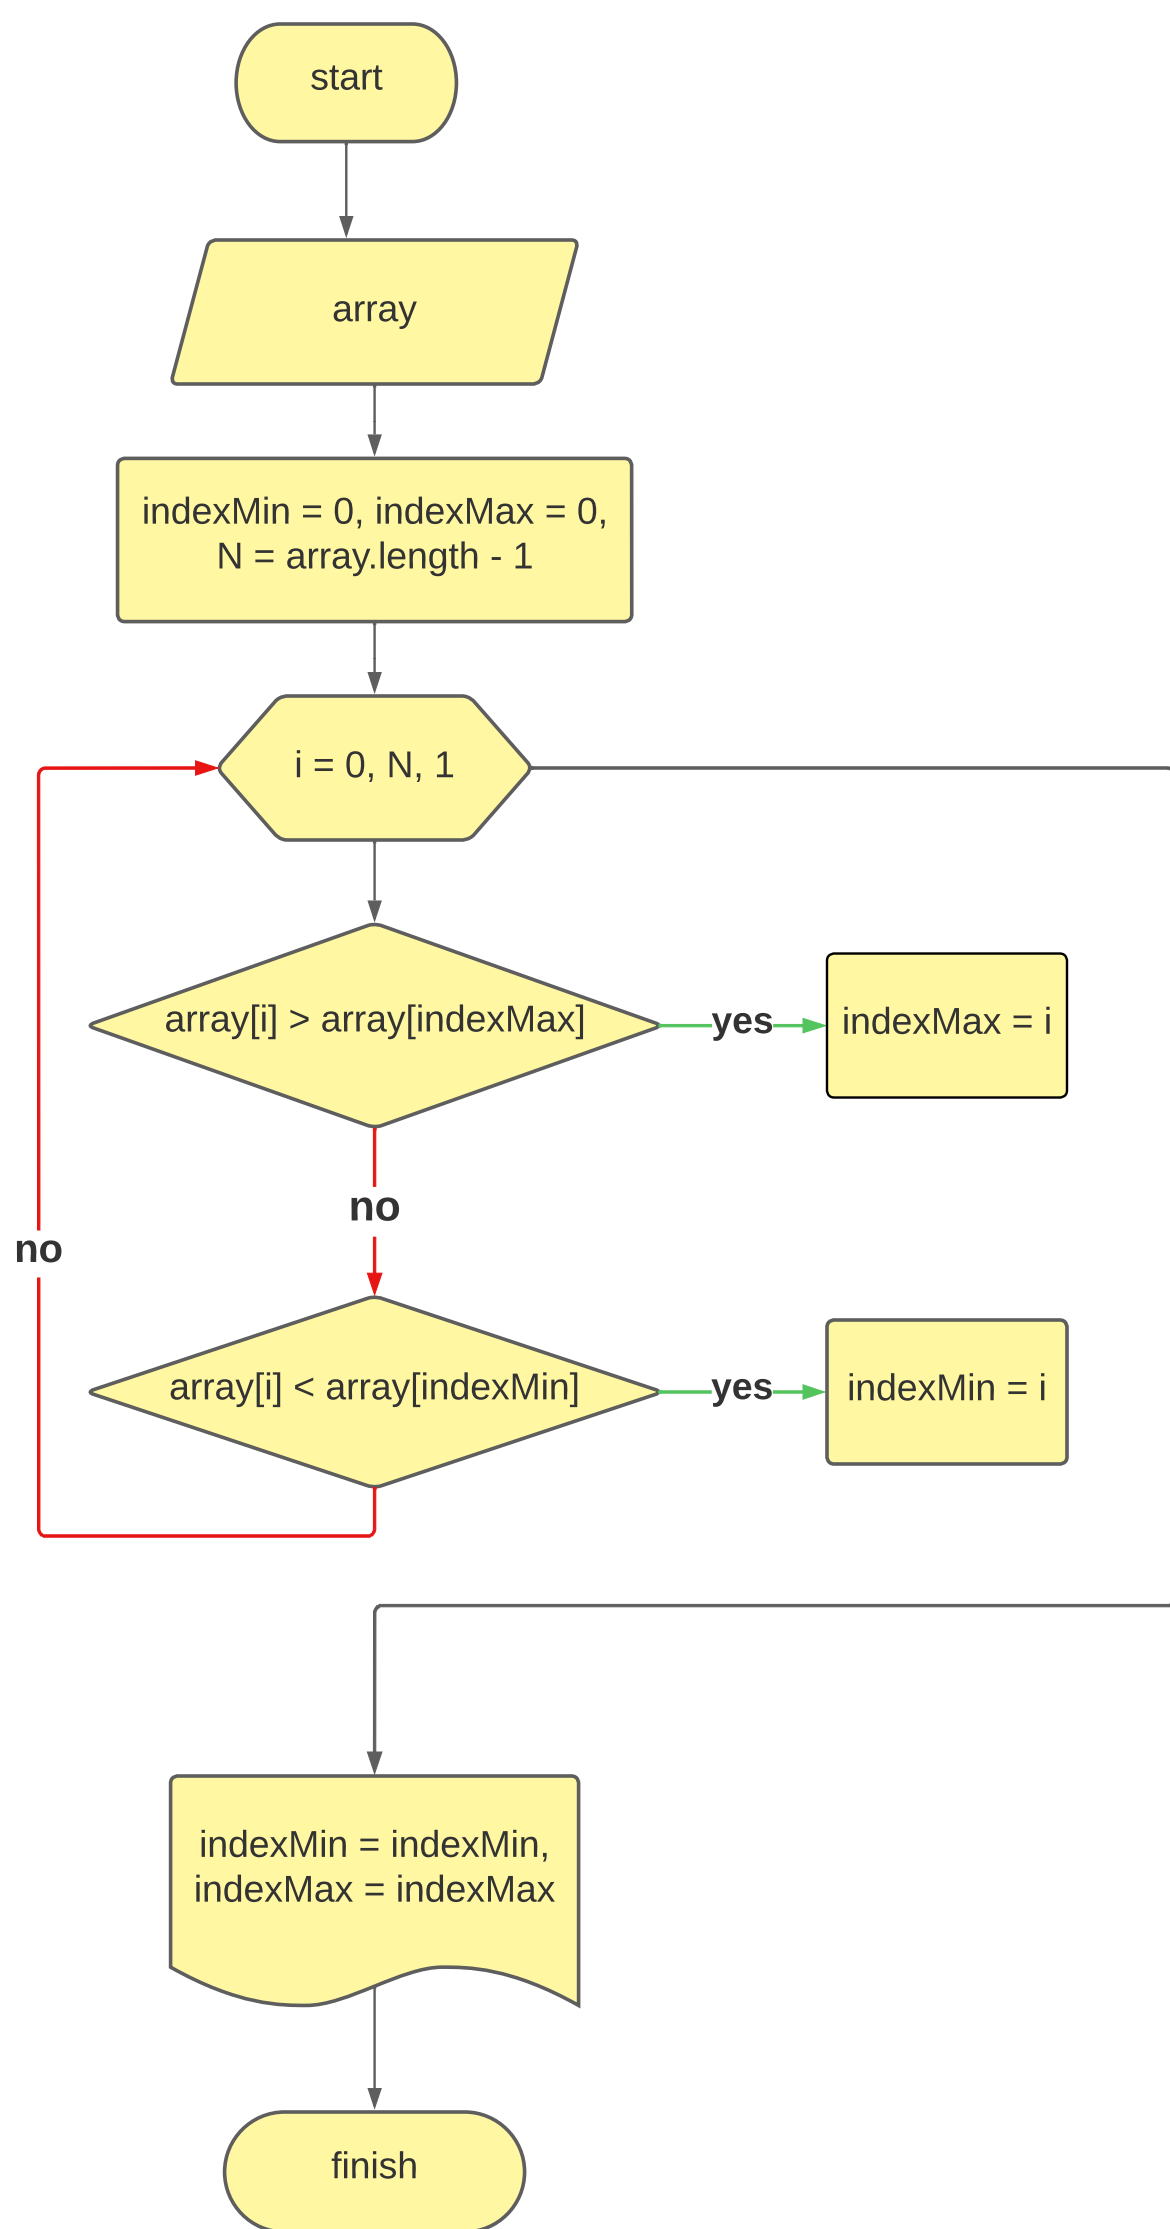 start
array
indexMin = 0, indexMax = 0,
N = array.length - 1
i = 0, N, 1
array[i] > array[indexMax]
yes
indexMax = i
no
no
array[i] < array[indexMin]
yes
indexMin = i
indexMin = indexMin,
indexMax = indexMax
finish